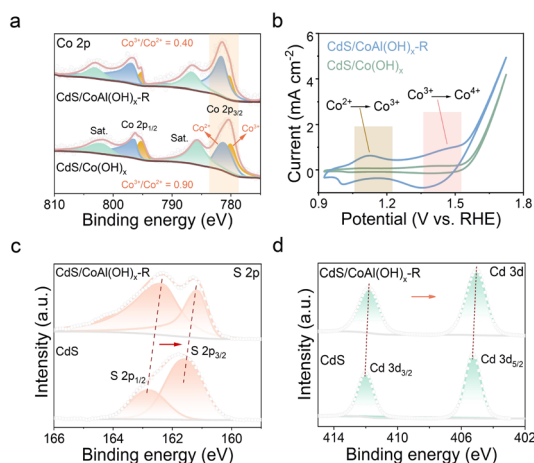 a
Co 2p
Co³⁺/Co²⁺ = 0.40
CdS/CoAl(OH)ₓ-R
Co 2p₃/₂
Co 2p₁/₂
Sat.
Sat.
Co²⁺
Co³⁺
CdS/Co(OH)ₓ
Co³⁺/Co²⁺ = 0.90
810 800 790 780 775
Binding energy (eV)
b
CdS/CoAl(OH)ₓ-R
CdS/Co(OH)ₓ
Co²⁺ Co³⁺
Co³⁺ Co⁴⁺
Current (mA cm⁻²)
6
4
2
0
-2
0.9 1.2 1.5 1.8
Potential (V vs. RHE)
c
CdS/CoAl(OH)ₓ-R
S 2p
CdS
S 2p₃/₂
S 2p₁/₂
Intensity (a.u.)
166 164 162 160
Binding energy (eV)
d
CdS/CoAl(OH)ₓ-R
Cd 3d
CdS
Cd 3d₃/₂
Cd 3d₅/₂
Intensity (a.u.)
414 410 406 404 402
Binding energy (eV)